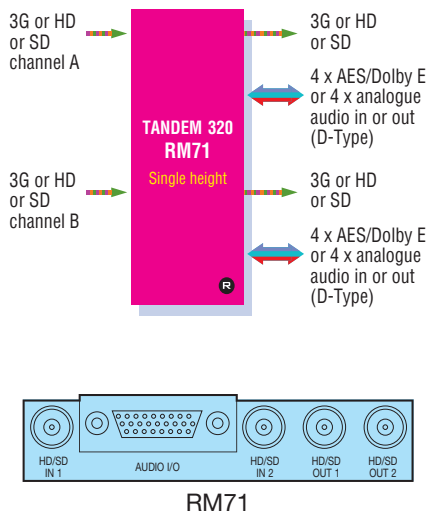 3G or HD
or SD
channel A
3G or HD
or SD
4 x AES/Dolby E
or 4 x analogue
audio in or out
(D-Type)
TANDEM 320
RM71
Single height
3G or HD
or SD
channel B
3G or HD
or SD
4 x AES/Dolby E
or 4 x analogue
audio in or out
(D-Type)
R
HD/SD
IN 1
AUDIO I/O
HD/SD
IN 2
HD/SD
OUT 1
HD/SD
OUT 2
RM71